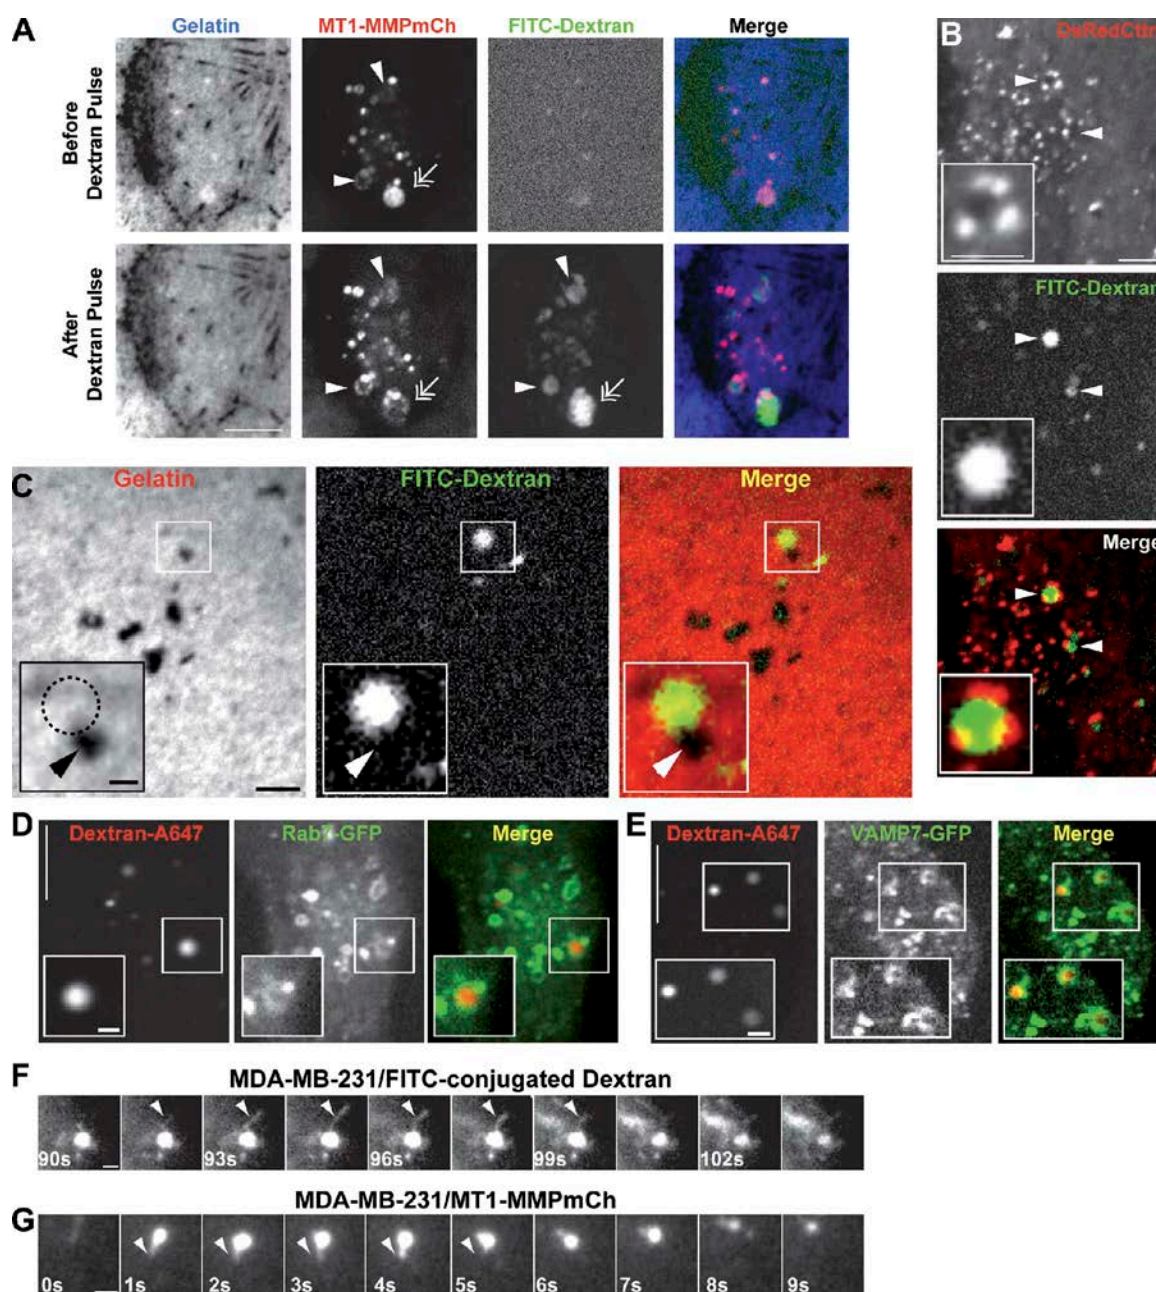 A
Gelatin MT1-MMPmCh FITC-Dextran Merge
Before
Dextran Pulse
After
Dextran Pulse
B
DsRedCttn
FITC-Dextran
Merge
C
Gelatin FITC-Dextran Merge
D
Dextran-A647 Rab7-GFP Merge
E
Dextran-A647 VAMP7-GFP Merge
F
MDA-MB-231/FITC-conjugated Dextran
90s 93s 96s 99s 102s
G
MDA-MB-231/MT1-MMPmCh
0s 1s 2s 3s 4s 5s 6s 7s 8s 9s